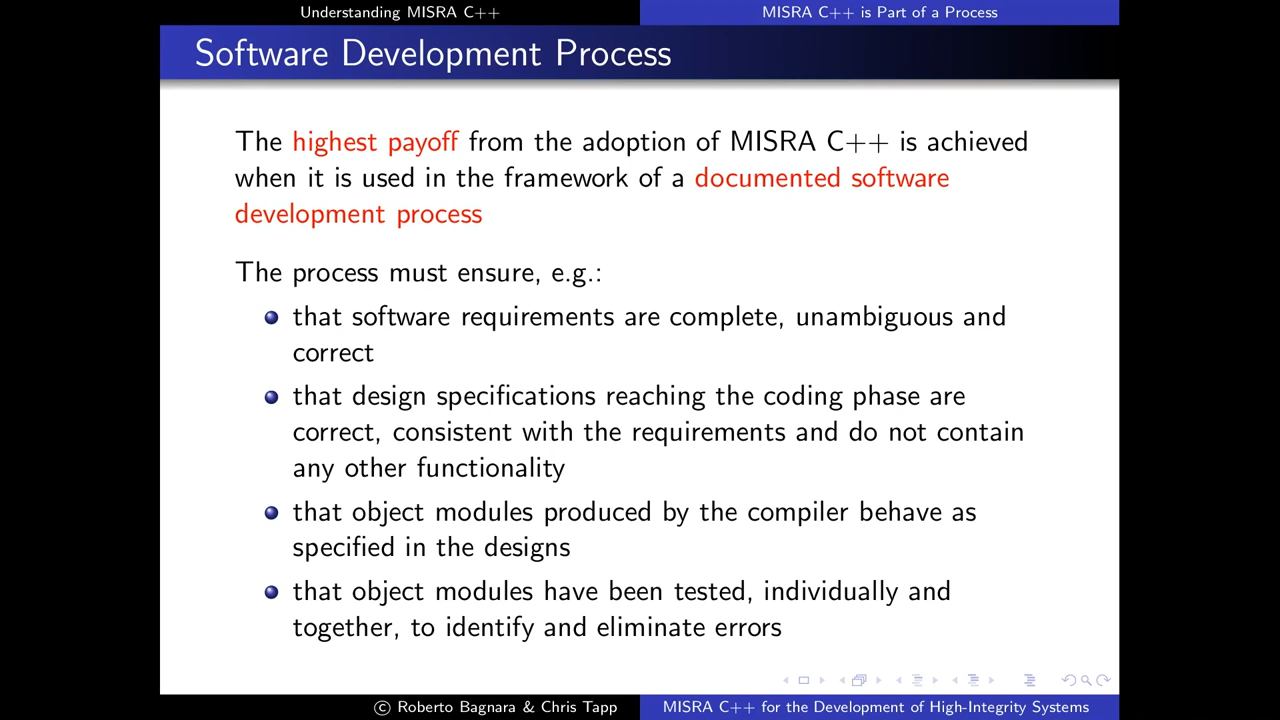 Understanding MISRA C++
MISRA C++ is Part of a Process
Software Development Process
The highest payoff from the adoption of MISRA C++ is achieved
when it is used in the framework of a documented software
development process
The process must ensure, e.g.:
that software requirements are complete, unambiguous and
correct
that design specifications reaching the coding phase are
correct, consistent with the requirements and do not contain
any other functionality
that object modules produced by the compiler behave as
specified in the designs
that object modules have been tested, individually and
together, to identify and eliminate errors
© Roberto Bagnara & Chris Tapp
MISRA C++ for the Development of High-Integrity Systems